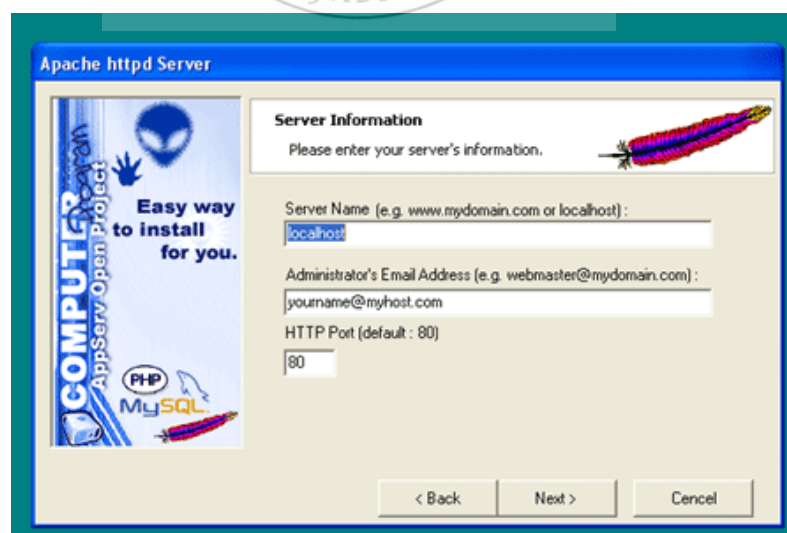 Apache httpd Server
COMPUTER
Program
AppServ Open Project
Easy way
to install
for you.
PHP
MySQL
Server Information
Please enter your server's information.
Server Name (e.g. www.mydomain.com or localhost) :
localhost
Administrator's Email Address (e.g. webmaster@mydomain.com) :
yourname@myhost.com
HTTP Port (default : 80)
80
< Back
Next >
Cencel